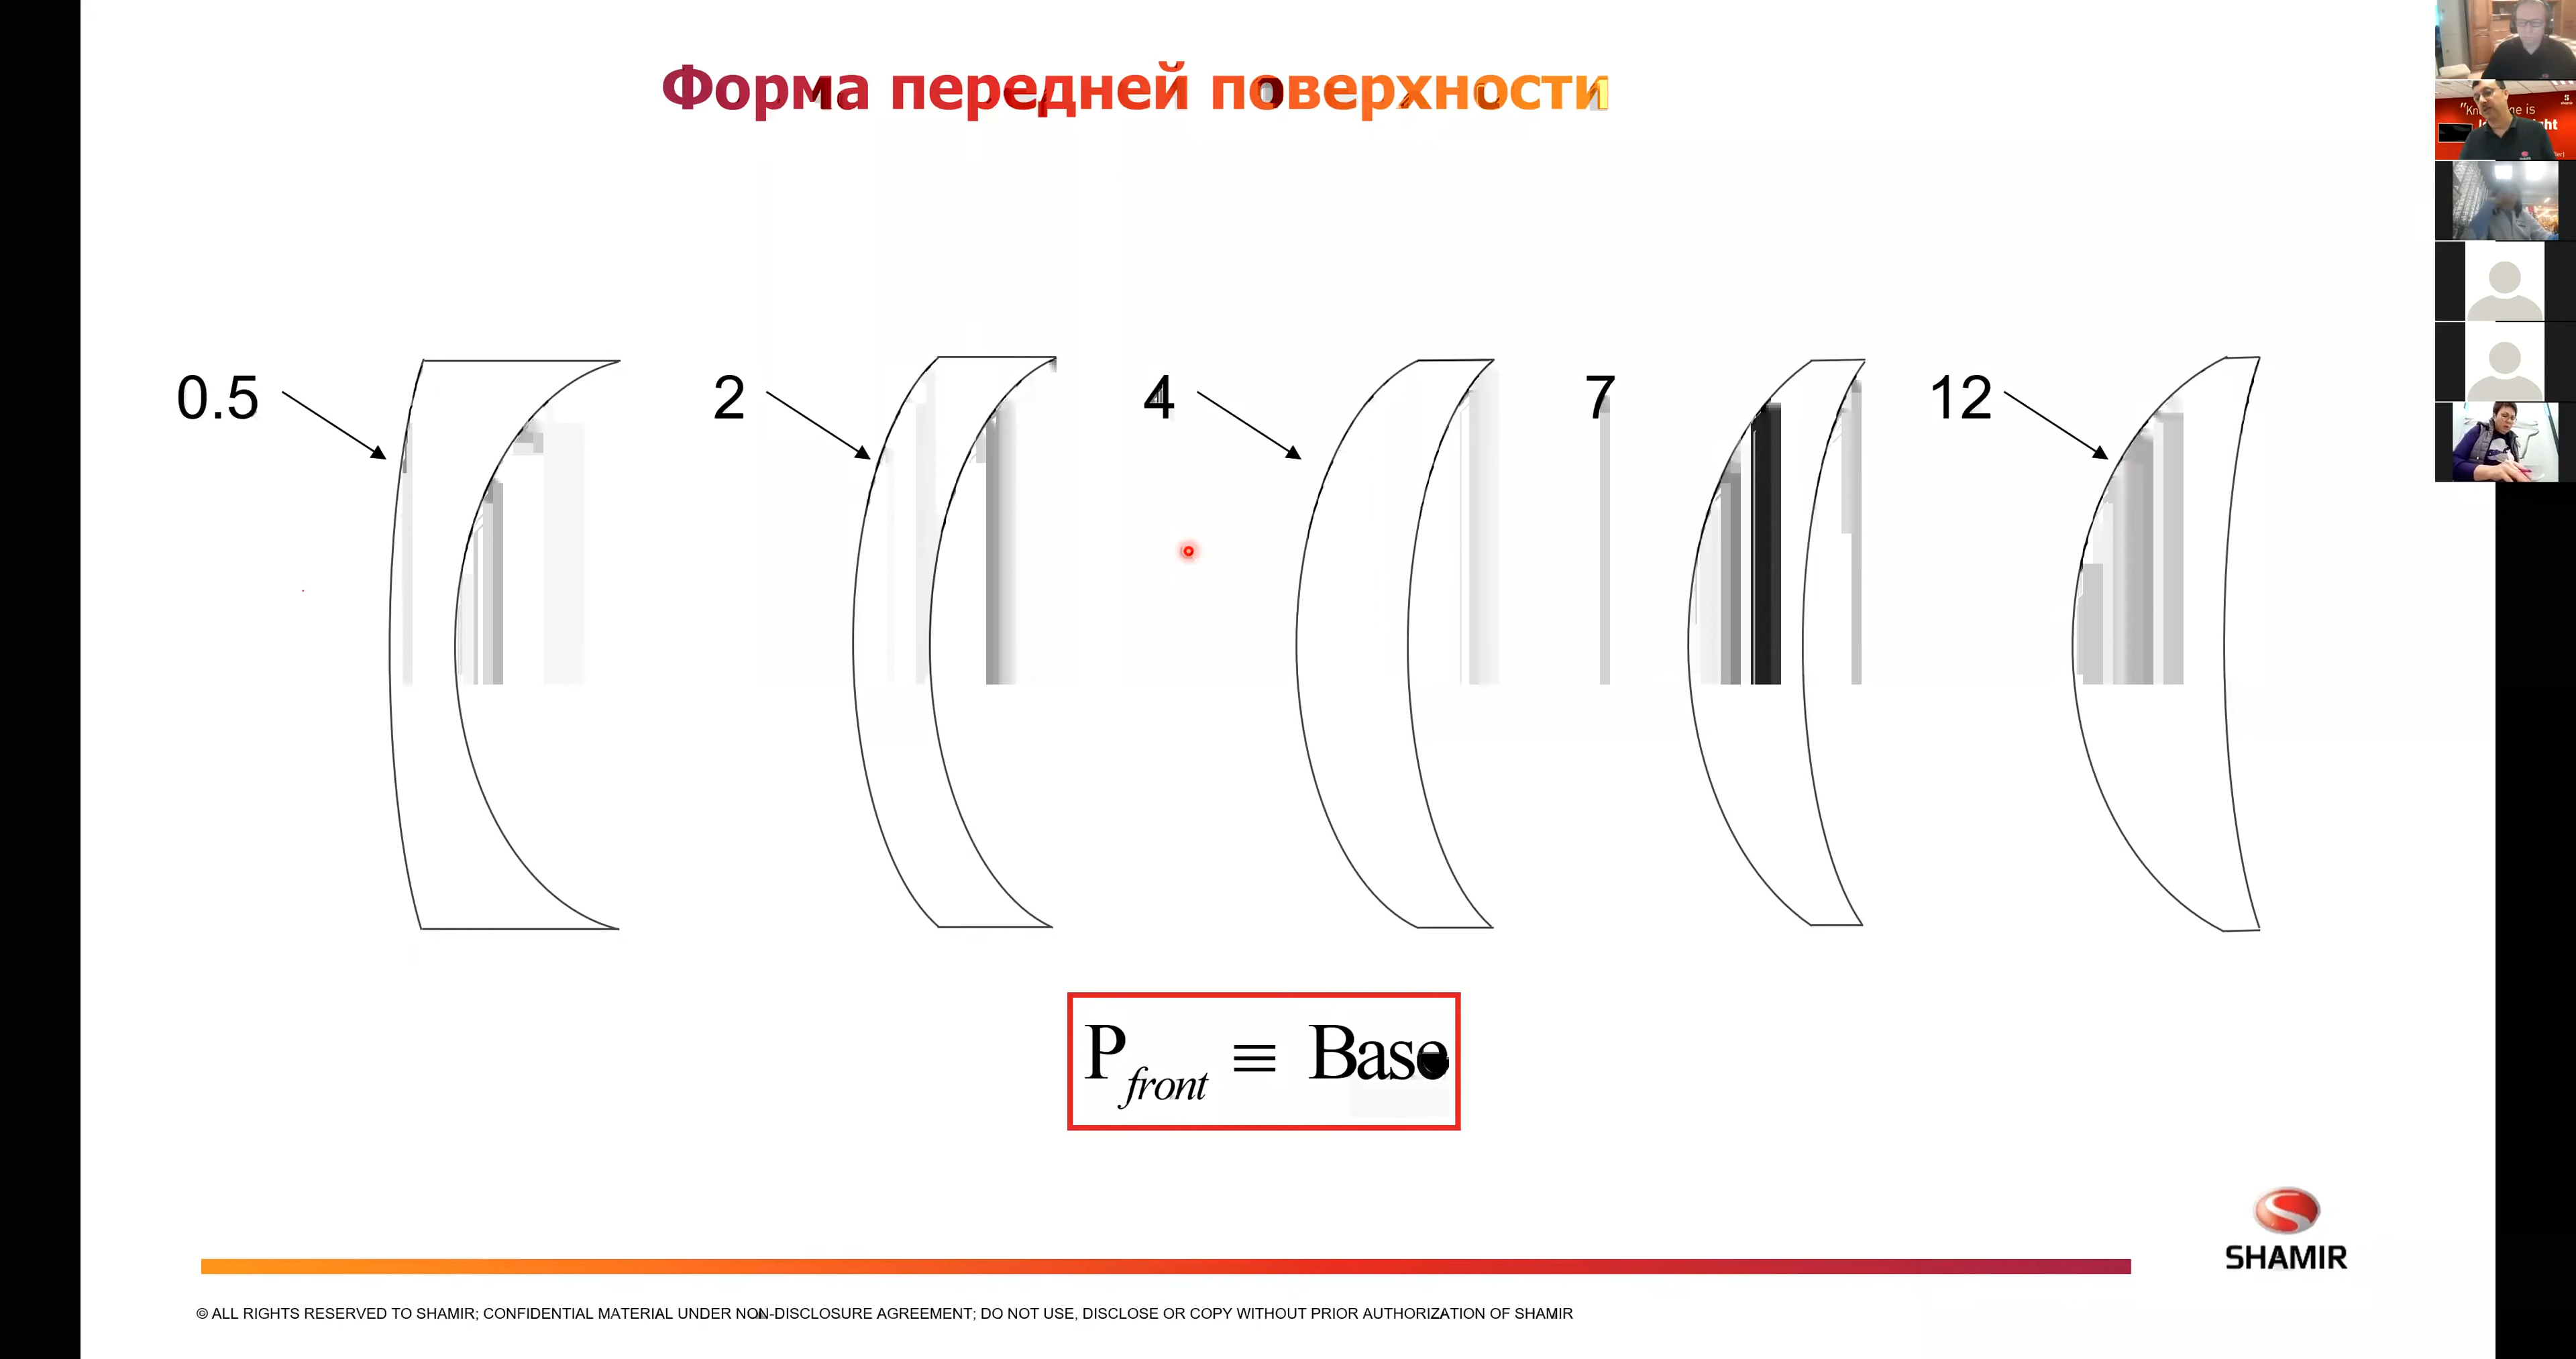 Форма передней поверхности
0.5
2
4
7
12
P front ≡ Base
SHAMIR
© ALL RIGHTS RESERVED TO SHAMIR; CONFIDENTIAL MATERIAL UNDER NON-DISCLOSURE AGREEMENT; DO NOT USE, DISCLOSE OR COPY WITHOUT PRIOR AUTHORIZATION OF SHAMIR
is